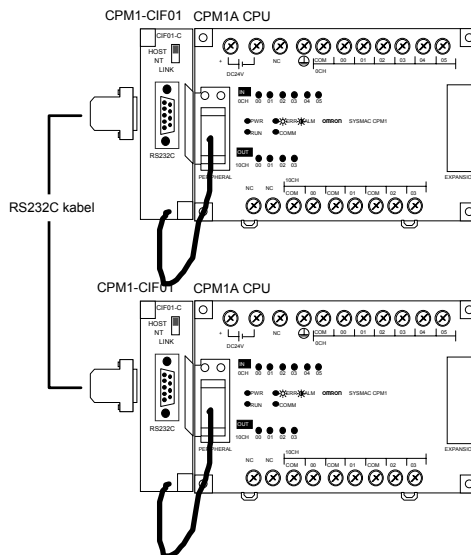 CPM1-CIF01 CPM1A CPU
CIF01-C
HOST
NT
LINK
RS232C
PERIPHERAL
+ DC24V NC COM 00 01 02 03 04 05
0CH
IN
0CH 00 01 02 03 04 05
PWR ERR ALM omron SYSMAC CPM1
RUN COMM
OUT
10CH 00 01 02 03
EXPANSION
10CH
NC NC COM 00 COM 01 COM 02 03
RS232C kabel
CPM1-CIF01 CPM1A CPU
CIF01-C
HOST
NT
LINK
RS232C
PERIPHERAL
+ DC24V NC COM 00 01 02 03 04 05
0CH
IN
0CH 00 01 02 03 04 05
PWR ERR ALM omron SYSMAC CPM1
RUN COMM
OUT
10CH 00 01 02 03
EXPANSION
10CH
NC NC COM 00 COM 01 COM 02 03